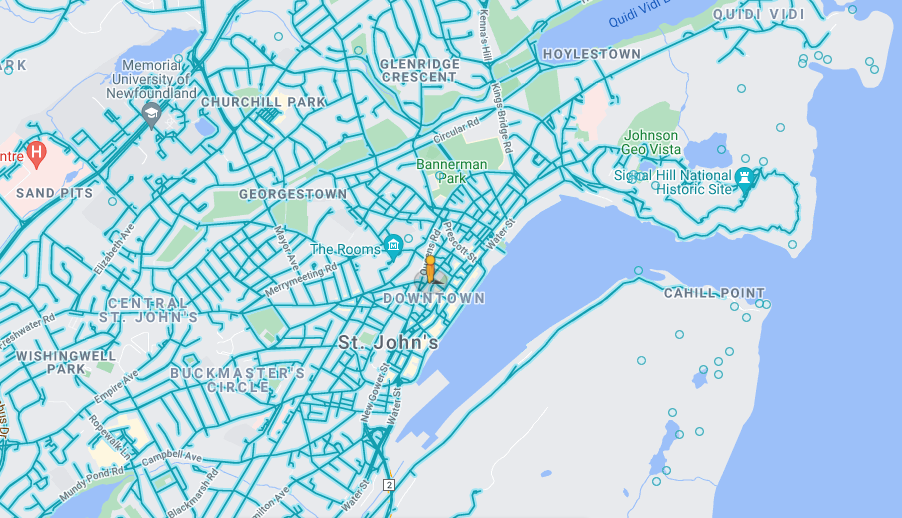 QUIDI VIDI
Quidi Vidi
Kenna's Hill
HOYLESTOWN
ARK
Memorial
University of
Newfoundland
GLENRIDGE
CRESCENT
CHURCHILL PARK
Kings Bridge Rd
Circular Rd
Johnson
Geo Vista
ntre
H
Bannerman
Park
Signal Hill National
Historic Site
SAND PITS
GEORGETOWN
Elizabeth Ave
Mayor Ave
The Rooms
Prescott St
Water St
Merrymeeting Rd
DOWNTOWN
CAHILL POINT
CENTRAL
ST. JOHN'S
Freshwater Rd
St. John's
WISHINGWELL
PARK
BUCKMASTER'S
CIRCLE
Empire Ave
New Gower St
Water St
Ropewalk Ln
Campbell Ave
Mundy Pond Rd
Blackmarsh Rd
Water St
2